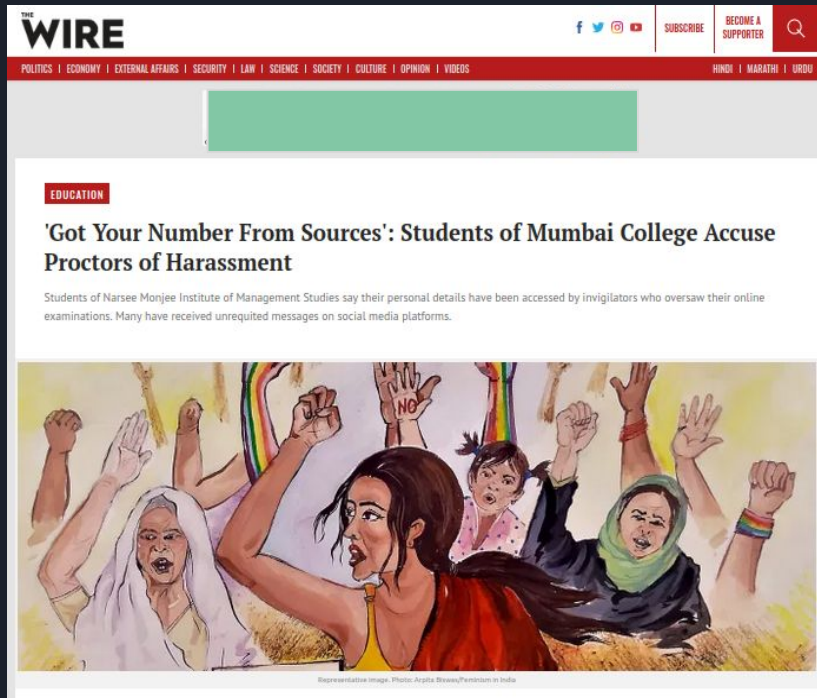 THE
WIRE
SUBSCRIBE
BECOME A
SUPPORTER
POLITICS | ECONOMY | EXTERNAL AFFAIRS | SECURITY | LAW | SCIENCE | SOCIETY | CULTURE | OPINION | VIDEOS
HINDI | MARATHI | URDU
EDUCATION
'Got Your Number From Sources': Students of Mumbai College Accuse
Proctors of Harassment
Students of Narsee Monjee Institute of Management Studies say their personal details have been accessed by invigilators who oversaw their online
examinations. Many have received unrequited messages on social media platforms.
NO
Representative image. Photo: Arpita Biswas/Feminism in India